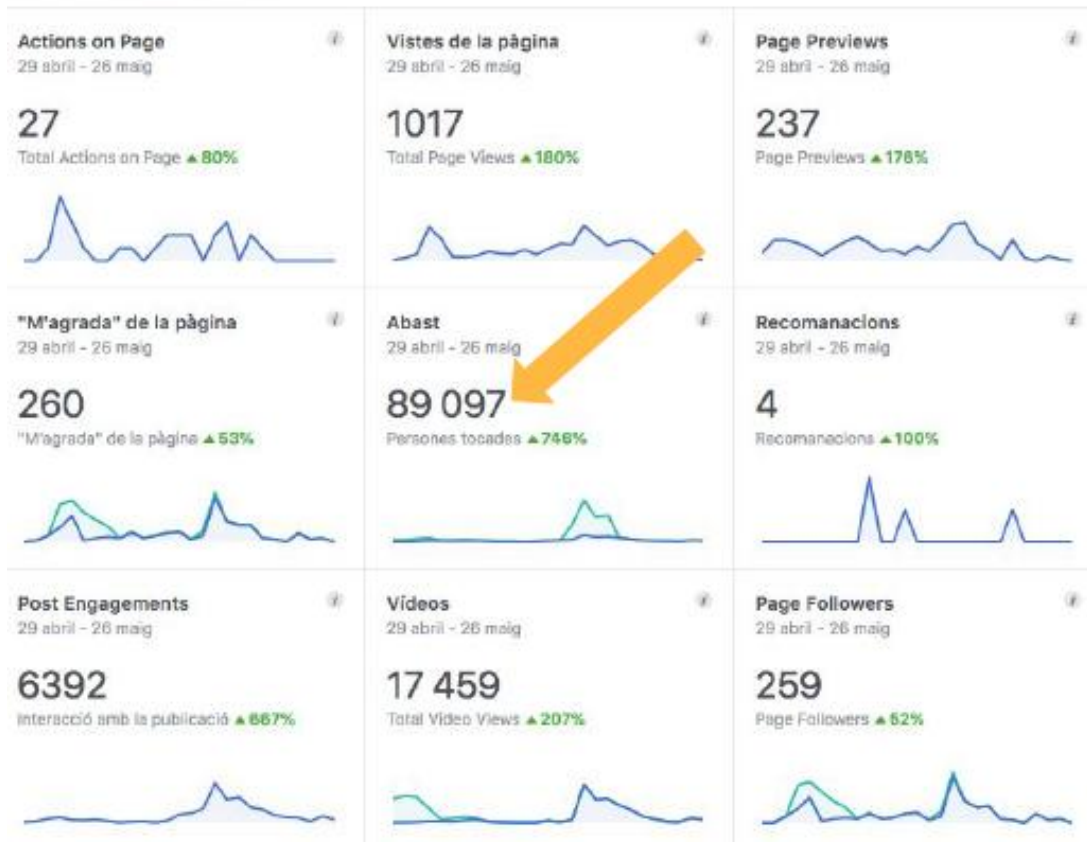 Actions on Page
29 abril - 26 maig
27
Total Actions on Page ▲ 80%
Vistes de la pàgina
29 abril - 26 maig
1017
Total Page Views ▲ 180%
Page Previews
29 abril - 26 maig
237
Page Previews ▲ 176%
"M'agrada" de la pàgina
29 abril - 26 maig
260
"M'agrada" de la pàgina ▲ 53%
Abast
29 abril - 26 maig
89 097
Persones tocades ▲ 746%
Recomanacions
29 abril - 26 maig
4
Recomanacions ▲ 100%
Post Engagements
29 abril - 26 maig
6392
Interacció amb la publicació ▲ 667%
Vídeos
29 abril - 26 maig
17 459
Total Video Views ▲ 207%
Page Followers
29 abril - 26 maig
259
Page Followers ▲ 52%